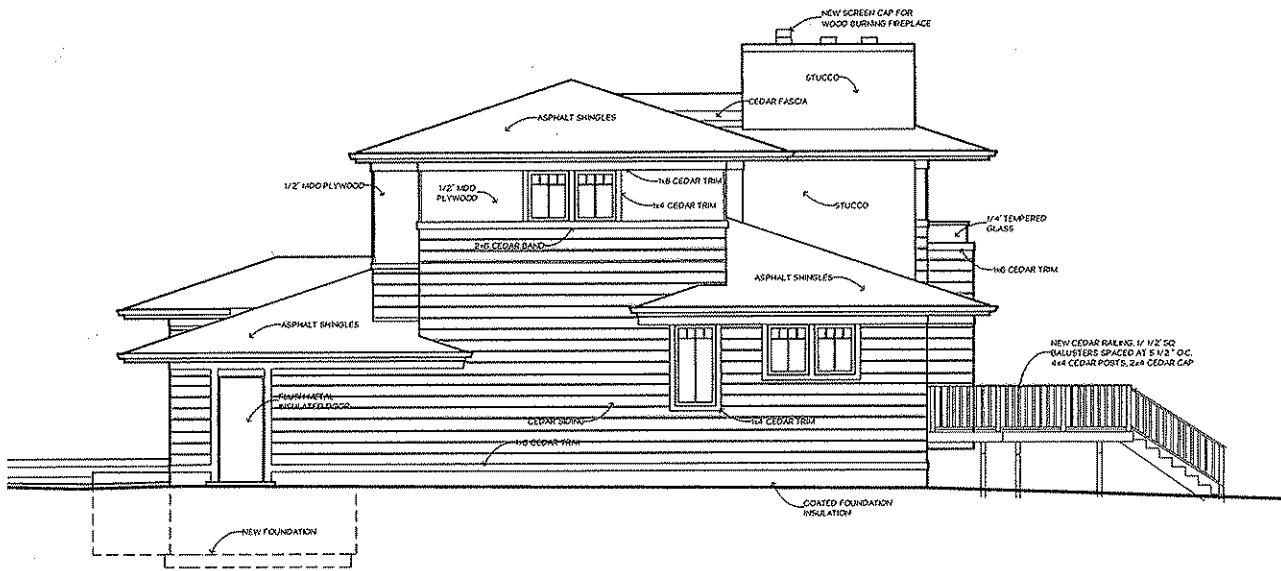 NEW SCREEN CAP FOR
WOOD BURNING FIREPLACE
STUCCO
CEDAR FASCIA
ASPHALT SHINGLES
1/2" MDO PLYWOOD
1/2" MDO
PLYWOOD
1x8 CEDAR TRIM
1x4 CEDAR TRIM
STUCCO
1/4" TEMPERED
GLASS
2x6 CEDAR BAND
1x6 CEDAR TRIM
ASPHALT SHINGLES
ASPHALT SHINGLES
NEW CEDAR RAILING, 1/ 1/2" SQ
BALUSTERS SPACED AT 5 1/2" O.C.
4x4 CEDAR POSTS, 2x4 CEDAR CAP
FLUSH METAL
INSULATED DOOR
CEDAR SIDING
1x4 CEDAR TRIM
CEDAR TRIM
COATED FOUNDATION
INSULATION
NEW FOUNDATION